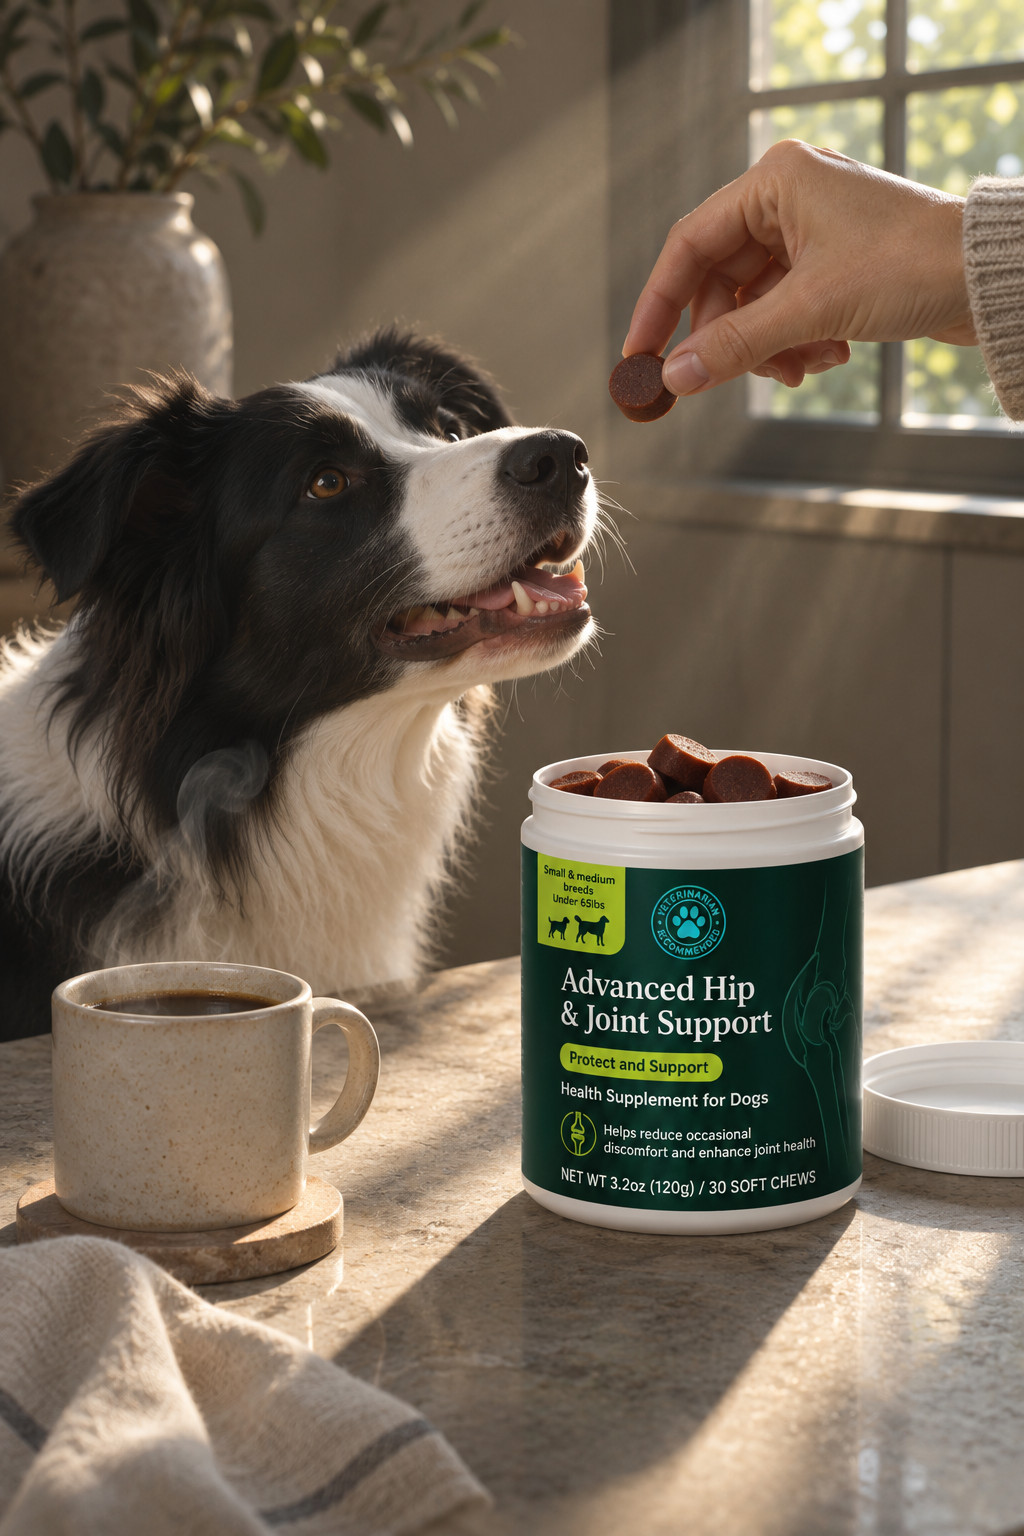 Small & medium
breeds
Under 65lbs
VETERINARIAN
RECOMMENDED
Advanced Hip
& Joint Support
Protect and Support
Health Supplement for Dogs
Helps reduce occasional
discomfort and enhance joint health
NET WT 3.2oz (120g) / 30 SOFT CHEWS